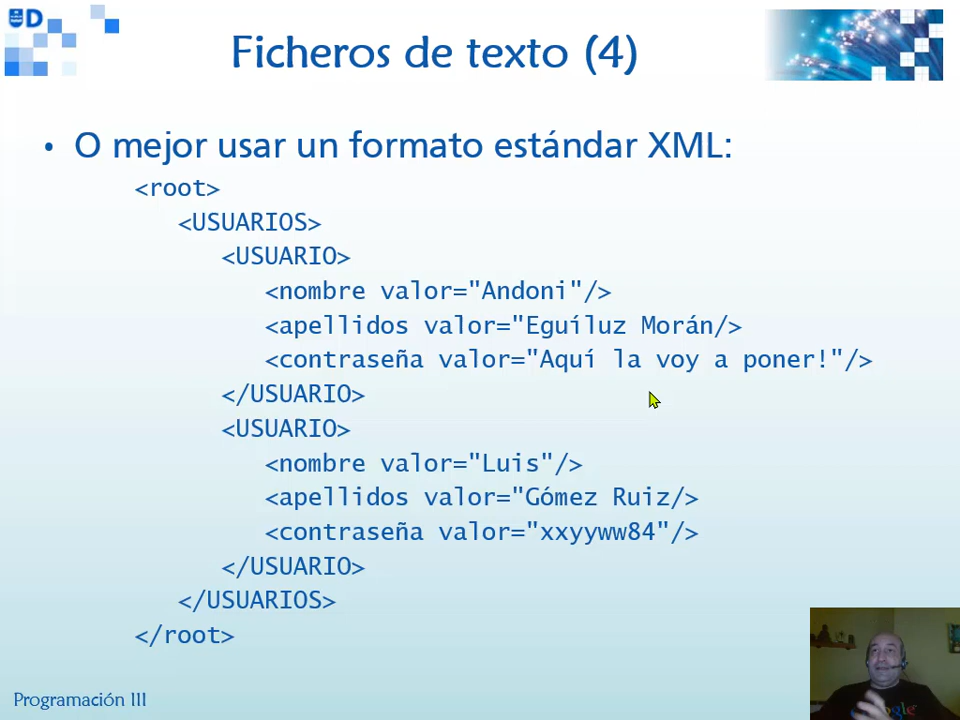 UD
Ficheros de texto (4)
• O mejor usar un formato estándar XML:
<root>
<USUARIOS>
<USUARIO>
<nombre valor="Andoni"/>
<apellidos valor="Eguíluz Morán/>
<contraseña valor="Aquí la voy a poner!"/>
</USUARIO>
<USUARIO>
<nombre valor="Luis"/>
<apellidos valor="Gómez Ruiz/>
<contraseña valor="xxyyww84"/>
</USUARIO>
</USUARIOS>
</root>
Programación III
Google